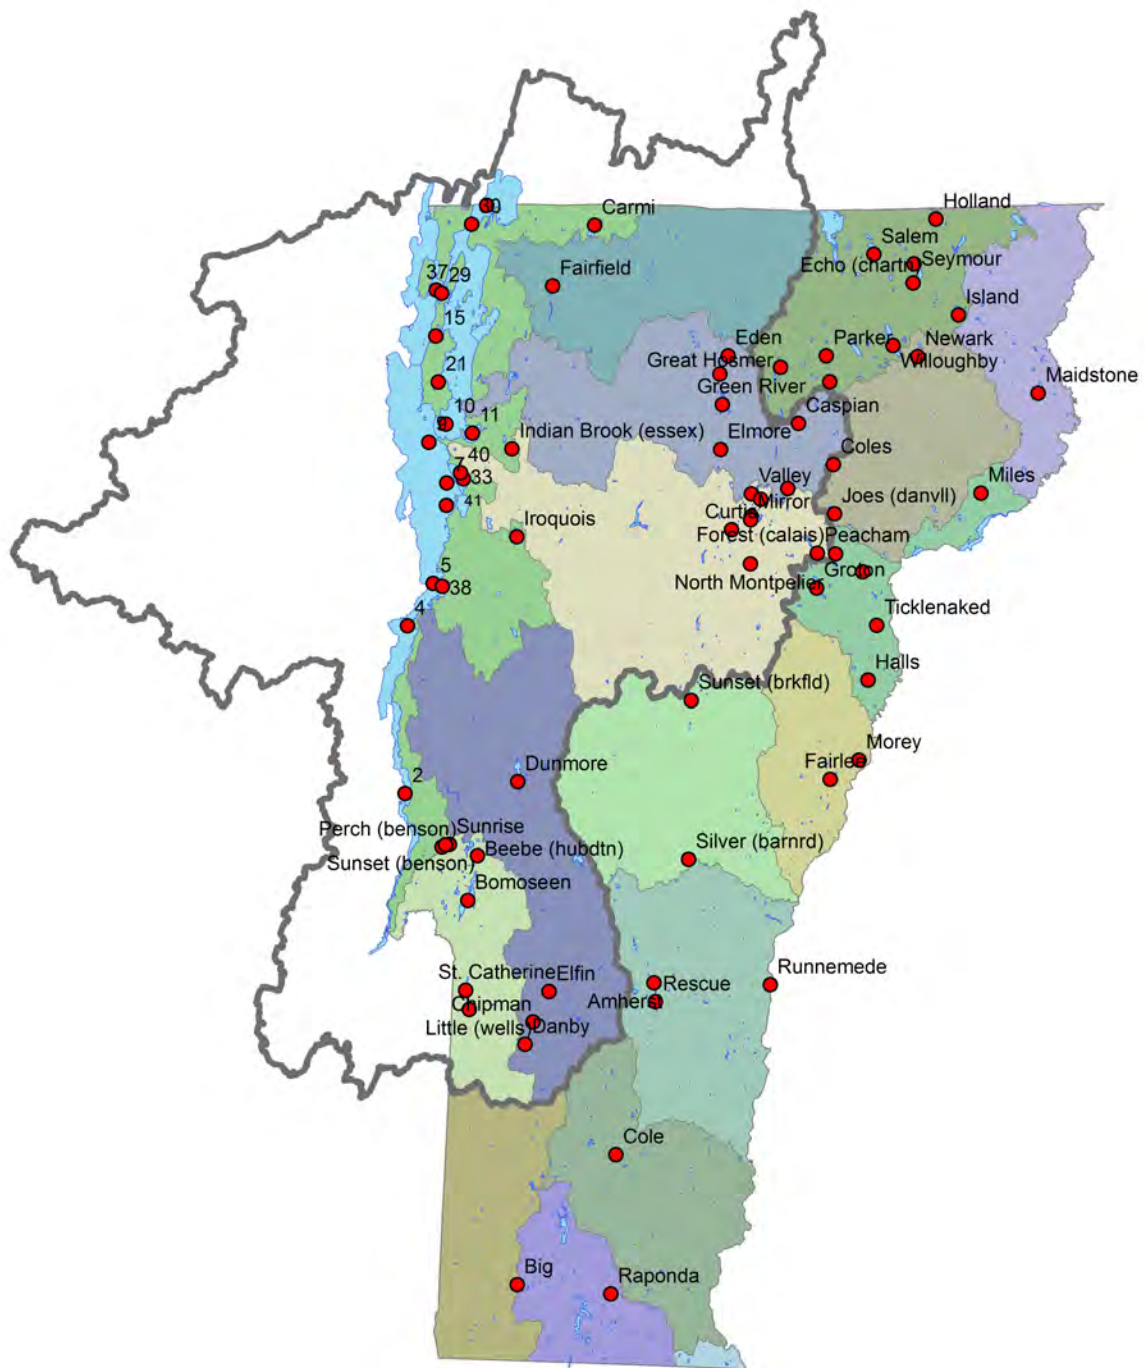 Holland
30
Carmi
Salem
Echo (chartn)
Seymour
37
29
Fairfield
Island
15
Eden
Parker
Newark
Great Hosmer
Willoughby
21
Green River
Maidstone
10
11
Caspian
9
Indian Brook (essex)
Elmore
40
7
33
Coles
Valley
Miles
41
Curtis
Mirror
Joes (danvll)
Iroquois
Forest (calais)
Peacham
5
38
North Montpelier
Groton
4
Ticklenaked
Halls
Sunset (brkfld)
Morey
Fairlee
2
Dunmore
Perch (benson)
Sunrise
Sunset (benson)
Beebe (hubdtn)
Silver (barnrd)
Bomoseen
St. Catherine
Elfin
Rescue
Runnemede
Chipman
Amherst
Little (wells)
Danby
Cole
Big
Raponda